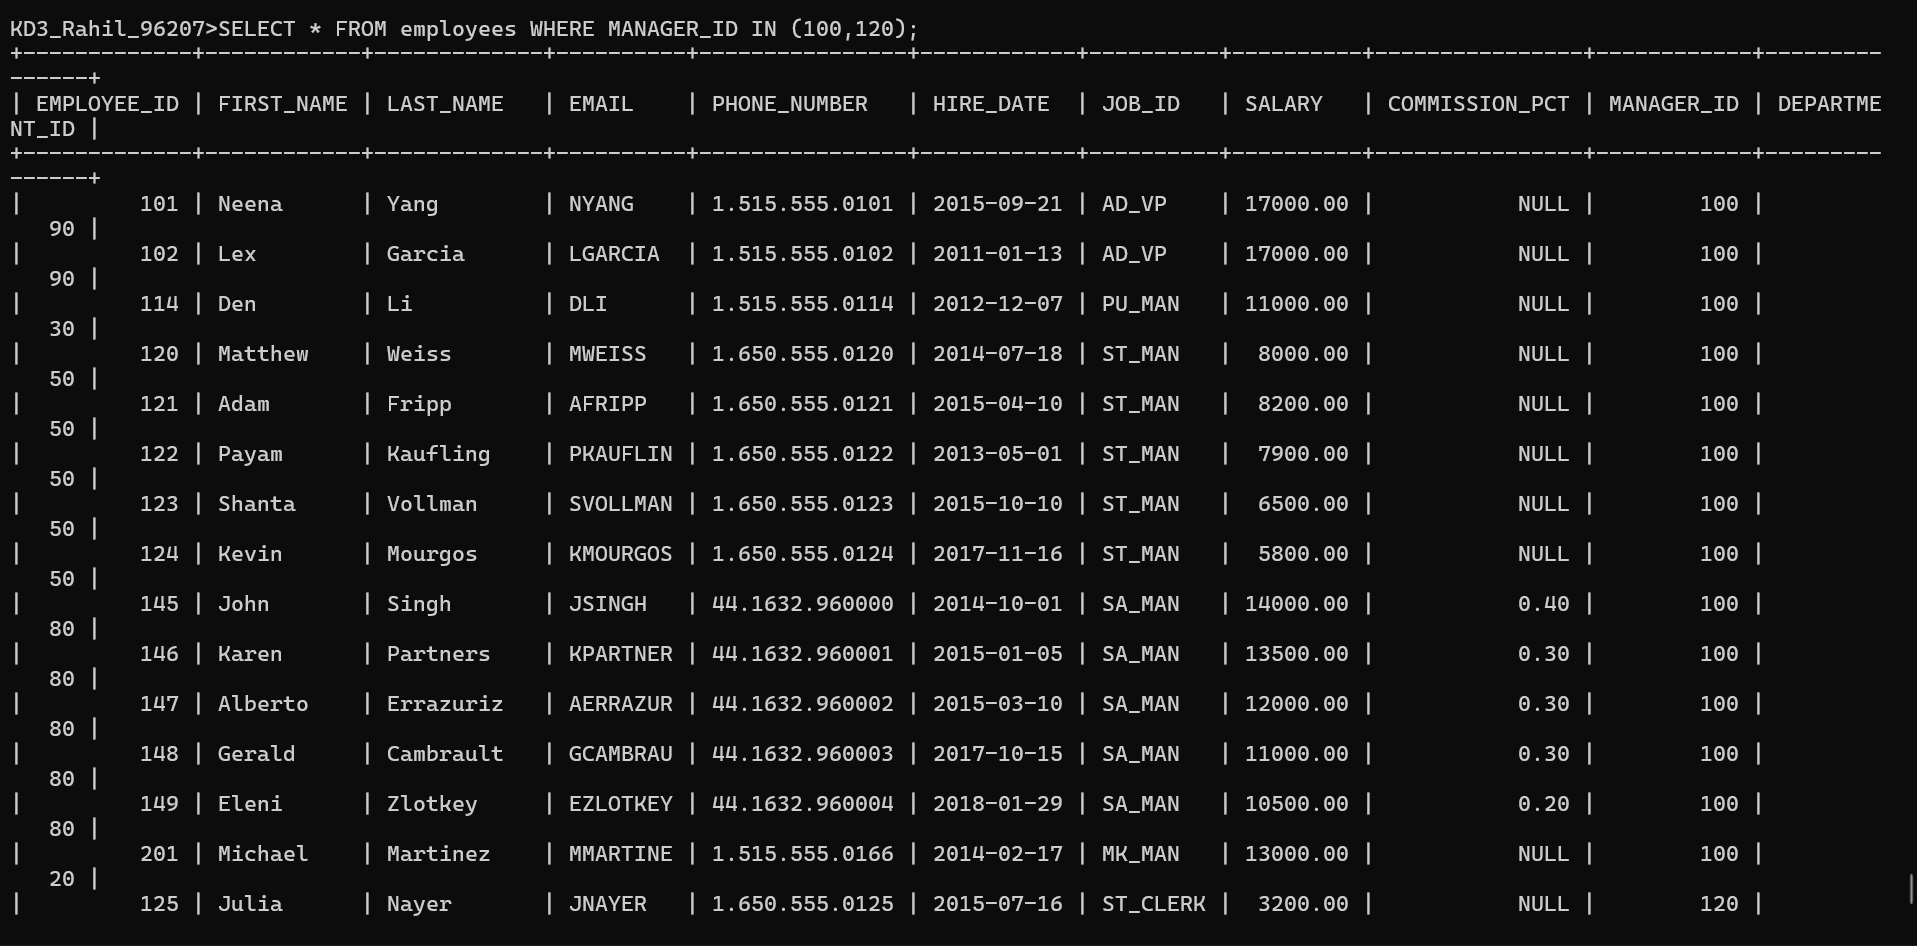 KD3_Rahil_96207>SELECT * FROM employees WHERE MANAGER_ID IN (100,120);
+-------------+------------+-------------+----------+----------------+------------+----------+----------+----------------+------------+---------
------+
| EMPLOYEE_ID | FIRST_NAME | LAST_NAME   | EMAIL    | PHONE_NUMBER   | HIRE_DATE  | JOB_ID   | SALARY   | COMMISSION_PCT | MANAGER_ID | DEPARTME
NT_ID |
+-------------+------------+-------------+----------+----------------+------------+----------+----------+----------------+------------+---------
------+
|         101 | Neena      | Yang        | NYANG    | 1.515.555.0101 | 2015-09-21 | AD_VP    | 17000.00 |           NULL |        100 |
   90 |
|         102 | Lex        | Garcia      | LGARCIA  | 1.515.555.0102 | 2011-01-13 | AD_VP    | 17000.00 |           NULL |        100 |
   90 |
|         114 | Den        | Li          | DLI      | 1.515.555.0114 | 2012-12-07 | PU_MAN   | 11000.00 |           NULL |        100 |
   30 |
|         120 | Matthew    | Weiss       | MWEISS   | 1.650.555.0120 | 2014-07-18 | ST_MAN   |  8000.00 |           NULL |        100 |
   50 |
|         121 | Adam       | Fripp       | AFRIPP   | 1.650.555.0121 | 2015-04-10 | ST_MAN   |  8200.00 |           NULL |        100 |
   50 |
|         122 | Payam      | Kaufling    | PKAUFLIN | 1.650.555.0122 | 2013-05-01 | ST_MAN   |  7900.00 |           NULL |        100 |
   50 |
|         123 | Shanta     | Vollman     | SVOLLMAN | 1.650.555.0123 | 2015-10-10 | ST_MAN   |  6500.00 |           NULL |        100 |
   50 |
|         124 | Kevin      | Mourgos     | KMOURGOS | 1.650.555.0124 | 2017-11-16 | ST_MAN   |  5800.00 |           NULL |        100 |
   50 |
|         145 | John       | Singh       | JSINGH   | 44.1632.960000 | 2014-10-01 | SA_MAN   | 14000.00 |           0.40 |        100 |
   80 |
|         146 | Karen      | Partners    | KPARTNER | 44.1632.960001 | 2015-01-05 | SA_MAN   | 13500.00 |           0.30 |        100 |
   80 |
|         147 | Alberto    | Errazuriz   | AERRAZUR | 44.1632.960002 | 2015-03-10 | SA_MAN   | 12000.00 |           0.30 |        100 |
   80 |
|         148 | Gerald     | Cambrault   | GCAMBRAU | 44.1632.960003 | 2017-10-15 | SA_MAN   | 11000.00 |           0.30 |        100 |
   80 |
|         149 | Eleni      | Zlotkey     | EZLOTKEY | 44.1632.960004 | 2018-01-29 | SA_MAN   | 10500.00 |           0.20 |        100 |
   80 |
|         201 | Michael    | Martinez    | MMARTINE | 1.515.555.0166 | 2014-02-17 | MK_MAN   | 13000.00 |           NULL |        100 |
   20 |
|         125 | Julia      | Nayer       | JNAYER   | 1.650.555.0125 | 2015-07-16 | ST_CLERK |  3200.00 |           NULL |        120 |